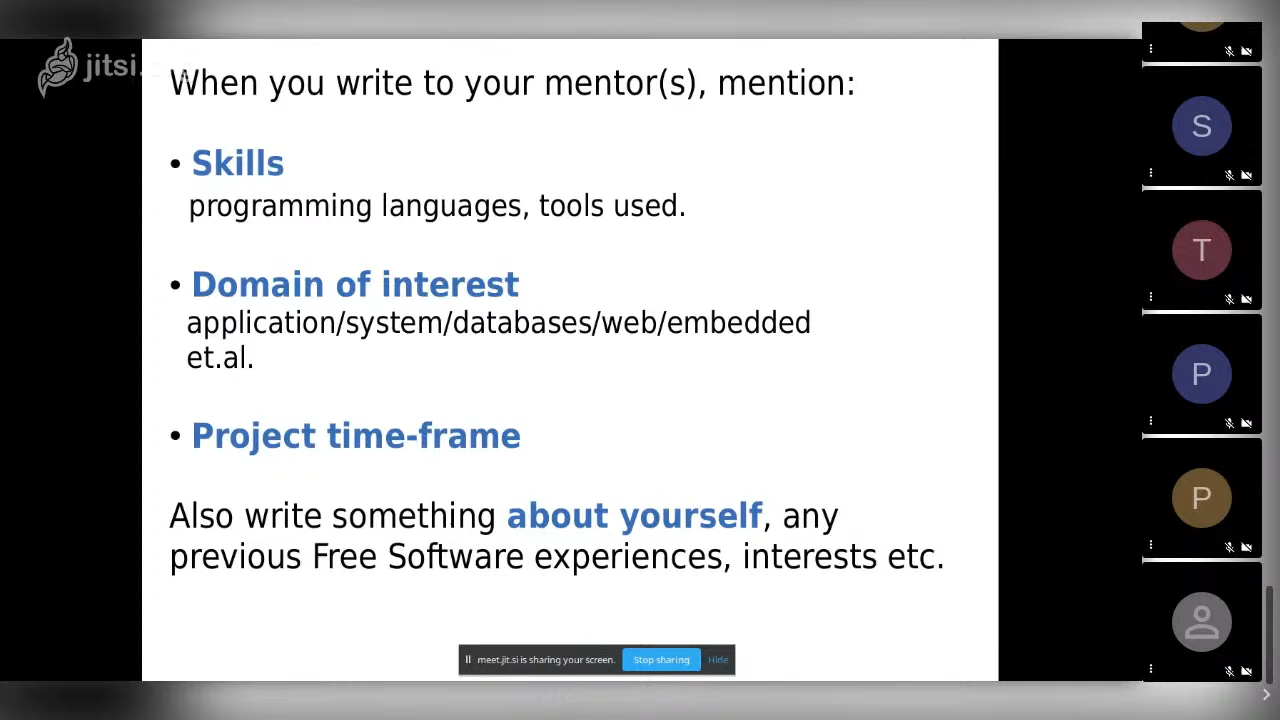 jitsi.
When you write to your mentor(s), mention:
• Skills
programming languages, tools used.
• Domain of interest
application/system/databases/web/embedded
et.al.
• Project time-frame
Also write something about yourself, any
previous Free Software experiences, interests etc.
meet.jit.si is sharing your screen. Stop sharing Hide
S
T
P
P